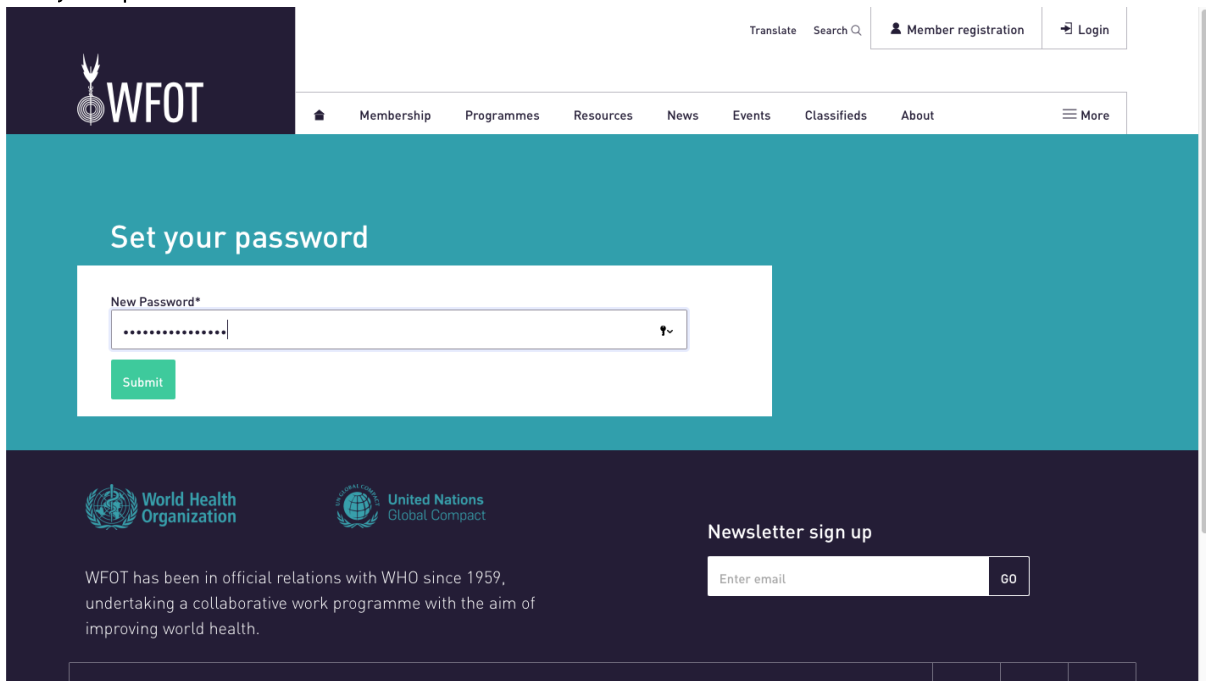 Translate Search Member registration Login
WFOT
Membership Programmes Resources News Events Classifieds About More
Set your password
New Password*
••••••••••••••••
Submit
World Health
Organization
United Nations
Global Compact
Newsletter sign up
Enter email GO
WFOT has been in official relations with WHO since 1959,
undertaking a collaborative work programme with the aim of
improving world health.